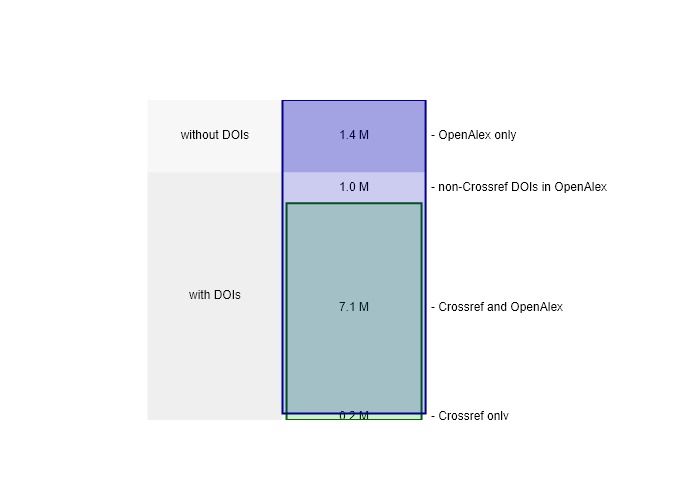 without DOIs
1.4 M
- OpenAlex only
1.0 M
- non-Crossref DOIs in OpenAlex
with DOIs
7.1 M
- Crossref and OpenAlex
0.2 M
- Crossref only